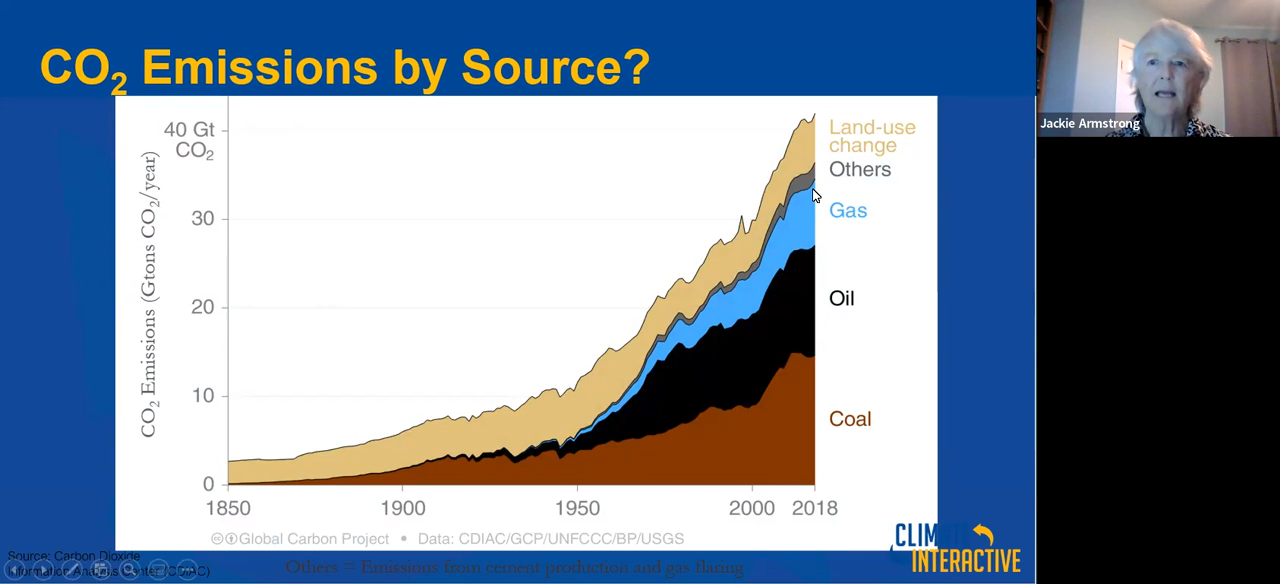 CO2 Emissions by Source?
Jackie Armstrong
CO2 Emissions (Gtons CO2/year)
40 Gt
CO2
30
20
10
0
1850
1900
1950
2000
2018
Land-use
change
Others
Gas
Oil
Coal
Global Carbon Project • Data: CDIAC/GCP/UNFCCC/BP/USGS
Source: Carbon Dioxide
Information Analysis Center (CDIAC)
Others = Emissions from cement production and gas flaring
CLIM
INTERACTIVE